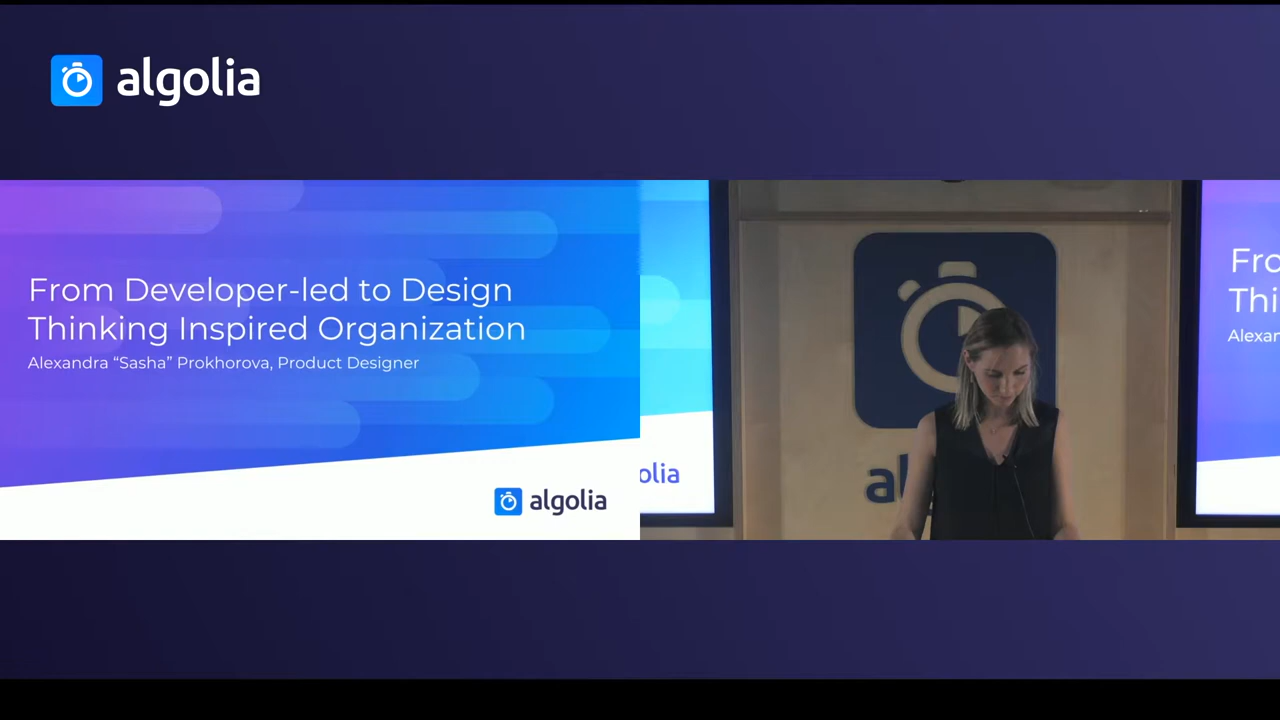 algolia
From Developer-led to Design
Thinking Inspired Organization
Alexandra “Sasha” Prokhorova, Product Designer
algolia
olia
al
Fro
Thi
Alexan